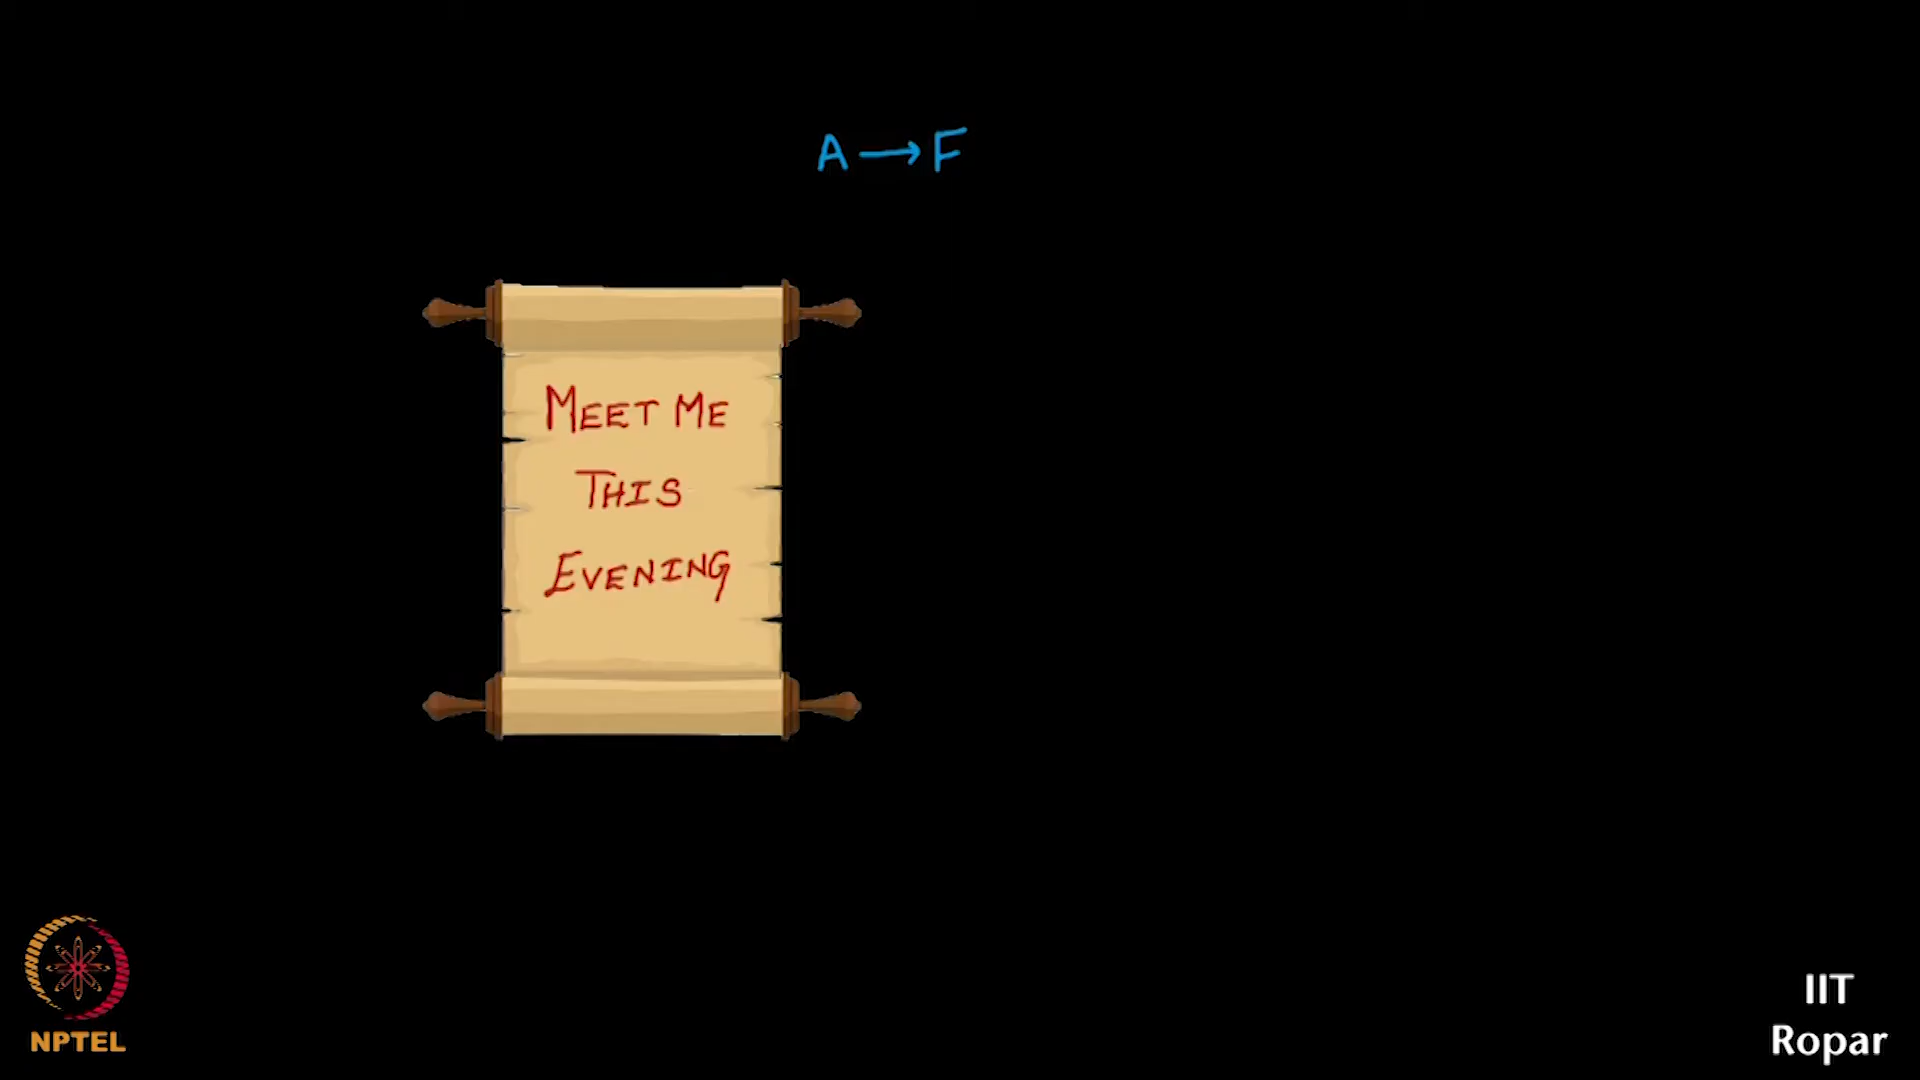 A → F
MEET ME
THIS
EVENING
NPTEL
IIT
Ropar